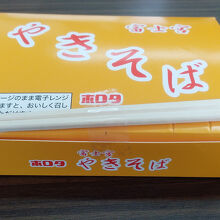 富士宮
やきそば
ージのまま電子レンジ
ますと、おいしく召し
ホロタ
富士宮
ホロタ やきそば